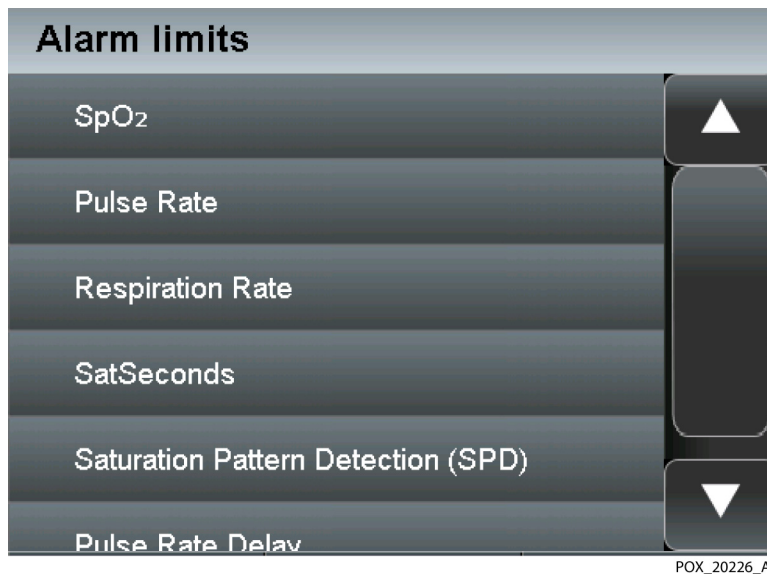 Alarm limits
SpO2
Pulse Rate
Respiration Rate
SatSeconds
Saturation Pattern Detection (SPD)
Pulse Rate Delay
POX_20226_A